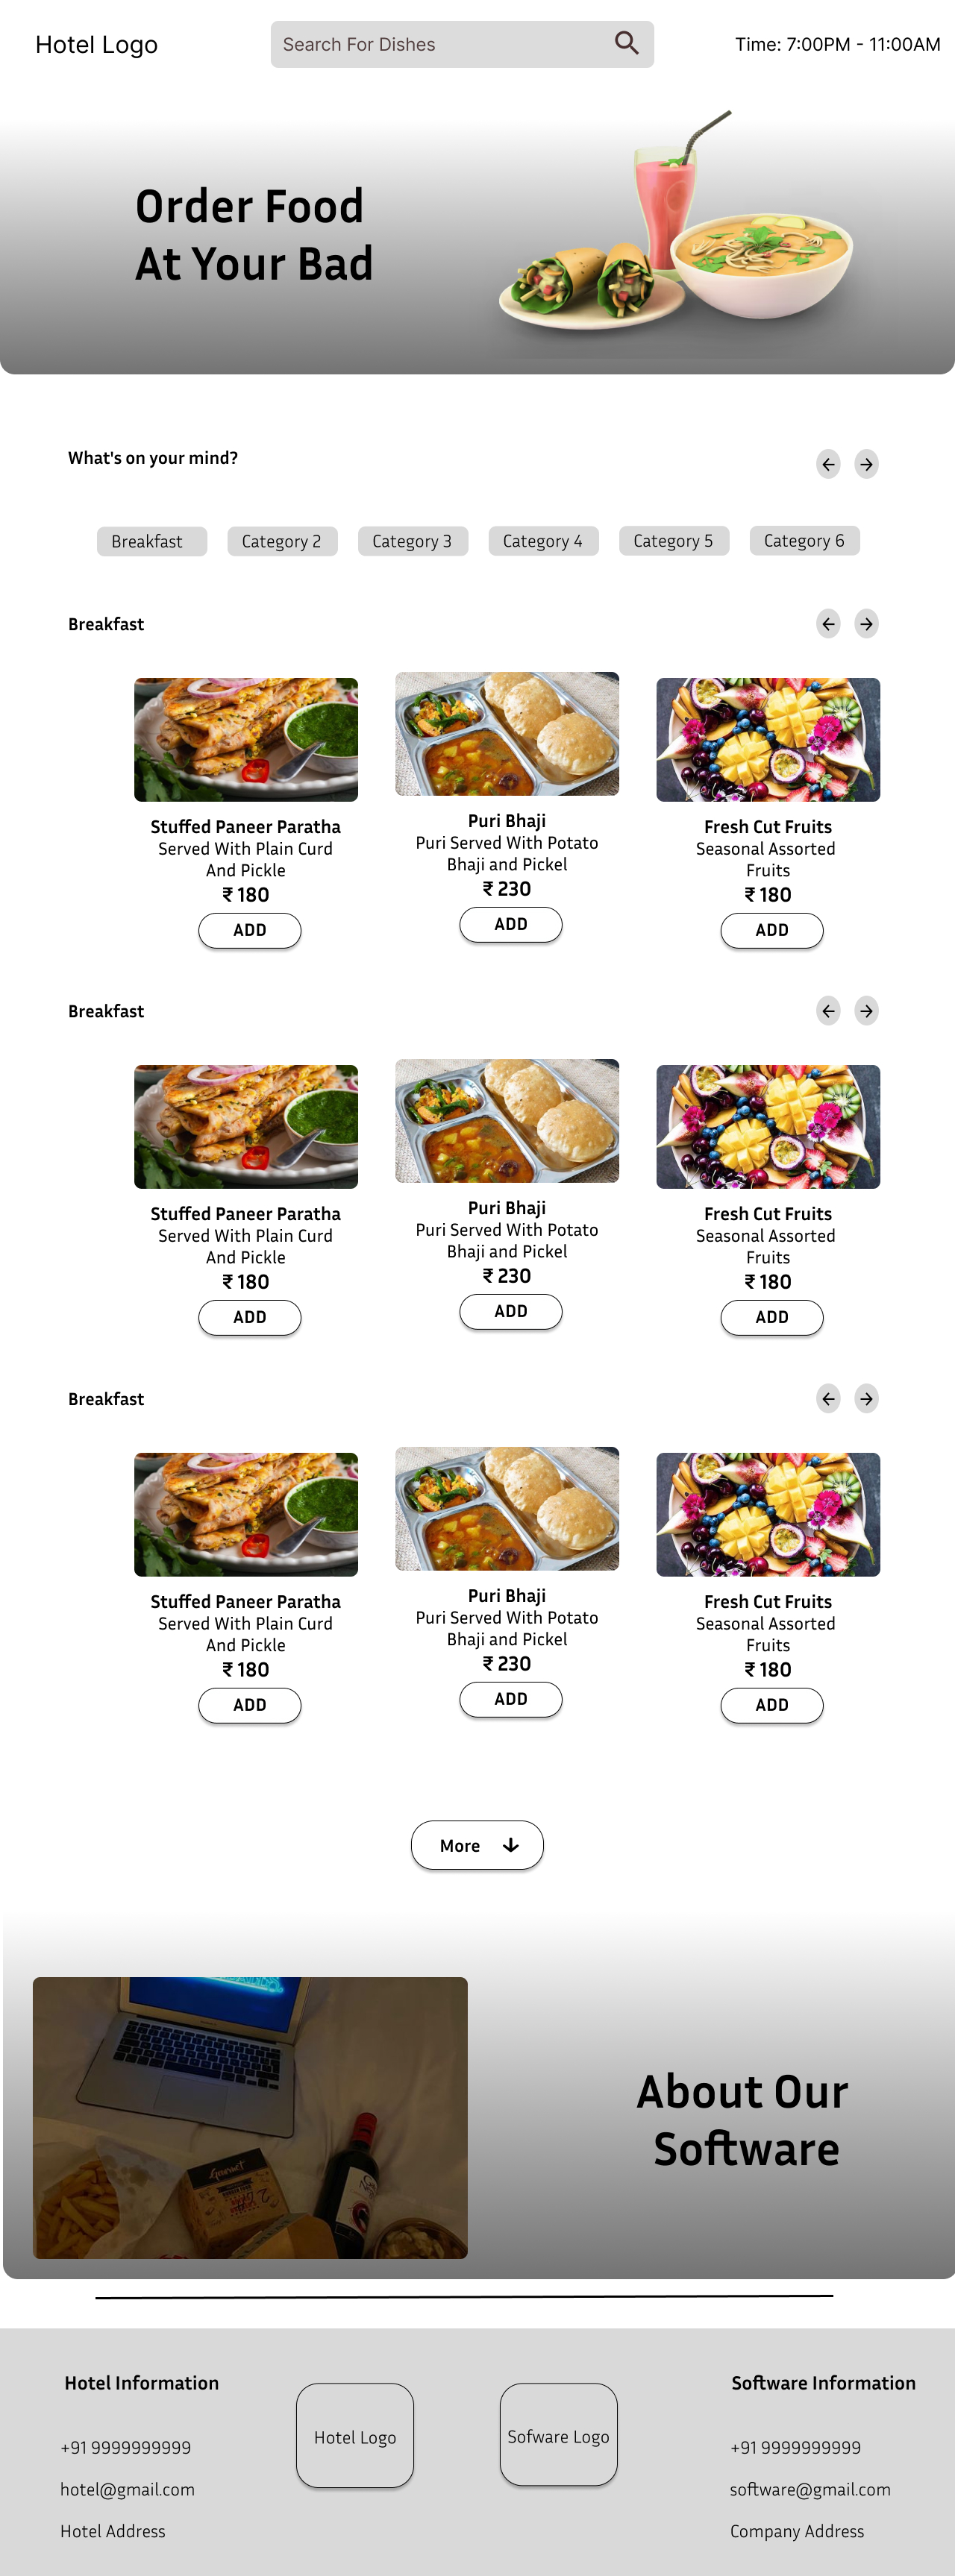 Hotel Logo
Search For Dishes
Time: 7:00PM - 11:00AM
Order Food
At Your Bad
What's on your mind?
Breakfast
Category 2
Category 3
Category 4
Category 5
Category 6
Breakfast
Stuffed Paneer Paratha
Served With Plain Curd
And Pickle
₹ 180
ADD
Puri Bhaji
Puri Served With Potato
Bhaji and Pickel
₹ 230
ADD
Fresh Cut Fruits
Seasonal Assorted
Fruits
₹ 180
ADD
Breakfast
Stuffed Paneer Paratha
Served With Plain Curd
And Pickle
₹ 180
ADD
Puri Bhaji
Puri Served With Potato
Bhaji and Pickel
₹ 230
ADD
Fresh Cut Fruits
Seasonal Assorted
Fruits
₹ 180
ADD
Breakfast
Stuffed Paneer Paratha
Served With Plain Curd
And Pickle
₹ 180
ADD
Puri Bhaji
Puri Served With Potato
Bhaji and Pickel
₹ 230
ADD
Fresh Cut Fruits
Seasonal Assorted
Fruits
₹ 180
ADD
More
Gourmet
About Our
Software
Hotel Information
+91 9999999999
hotel@gmail.com
Hotel Address
Hotel Logo
Sofware Logo
Software Information
+91 9999999999
software@gmail.com
Company Address